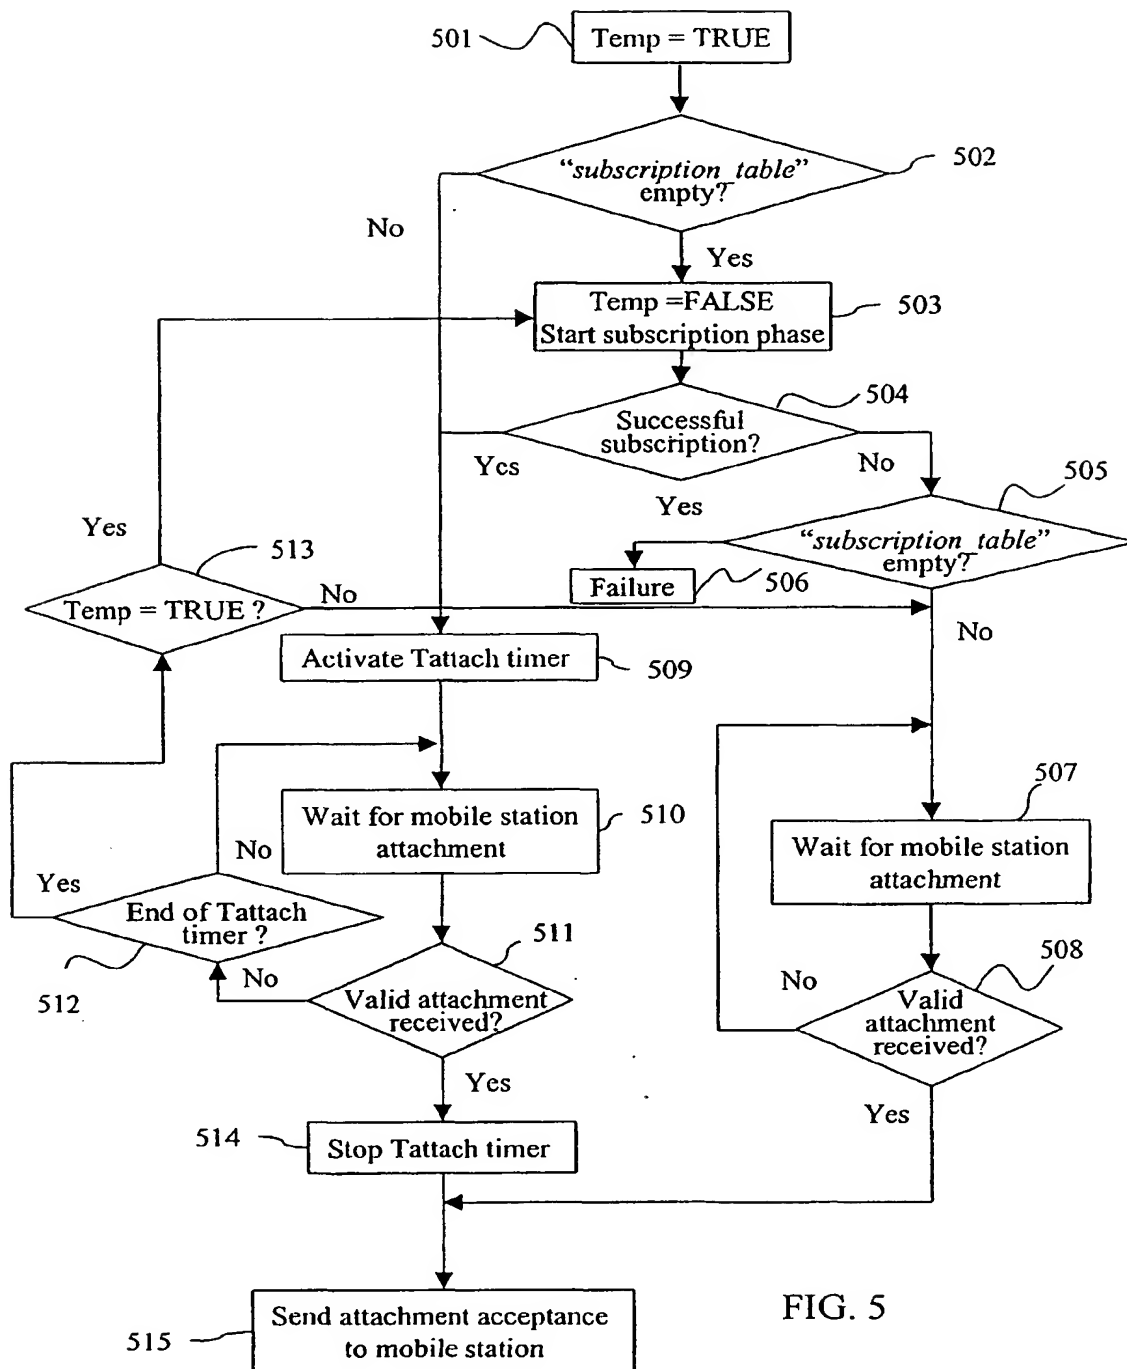 501
Temp = TRUE
502
“subscription_table”
empty?
No
Yes
Temp =FALSE
Start subscription phase
503
504
Successful
subscription?
Yes
No
505
Yes
“subscription_table”
empty?
Yes
513
Failure
506
Temp = TRUE ?
No
No
Activate Tattach timer
509
507
Wait for mobile station
attachment
510
No
Wait for mobile station
attachment
Yes
End of Tattach
timer ?
511
512
No
Valid attachment
received?
508
No
Valid
attachment
received?
Yes
Yes
514
Stop Tattach timer
FIG. 5
515
Send attachment acceptance
to mobile station